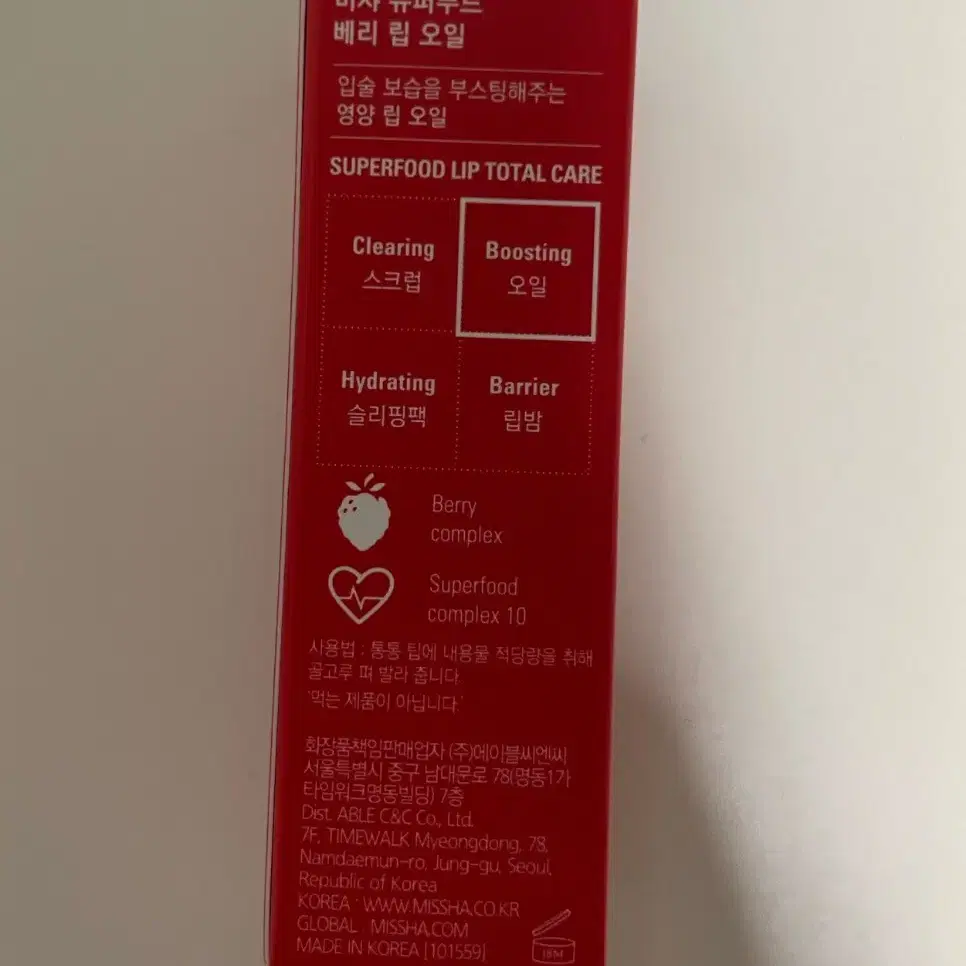 미샤 슈퍼푸드
베리 립 오일
입술 보습을 부스팅해주는
영양 립 오일
SUPERFOOD LIP TOTAL CARE
Clearing
스크럽
Boosting
오일
Hydrating
슬리핑팩
Barrier
립밤
Berry
complex
Superfood
complex 10
사용법 : 통통 팁에 내용물 적당량을 취해
골고루 펴 발라 줍니다.
'먹는 제품이 아닙니다.'
화장품책임판매업자 (주)에이블씨엔씨
서울특별시 중구 남대문로 78(명동1가
타임워크명동빌딩) 7층
Dist. ABLE C&C Co., Ltd.
7F, TIMEWALK Myeongdong, 78,
Namdaemun-ro, Jung-gu, Seoul,
Republic of Korea
KOREA : WWW.MISSHA.CO.KR
GLOBAL : MISSHA.COM
MADE IN KOREA [101559]
18M